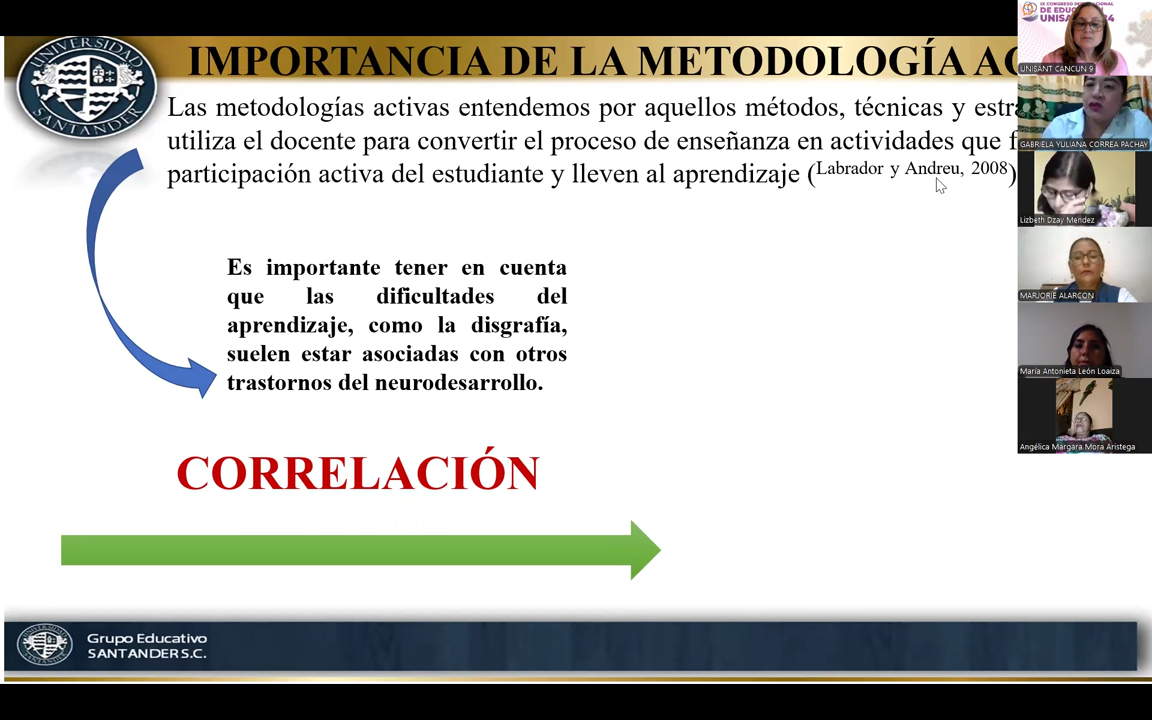 IMPORTANCIA DE LA METODOLOGÍA
Las metodologías activas entendemos por aquellos métodos, técnicas y
utiliza el docente para convertir el proceso de enseñanza en actividades que
participación activa del estudiante y lleven al aprendizaje (Labrador y Andreu, 2008)
Es importante tener en cuenta
que las dificultades del
aprendizaje, como la disgrafía,
suelen estar asociadas con otros
trastornos del neurodesarrollo.
CORRELACIÓN
UNIVERSIDAD
SANTANDER
Grupo Educativo
SANTANDER S.C.
IX CONGRESO INTERNACIONAL
UNISANT CANCUN 9
GABRIELA YULIANA CORREA PACHAY
Lizbeth Dzay Mendez
MARJORIE ALARCON
María Antonieta León Loaiza
Angélica Margara Mora Aristega